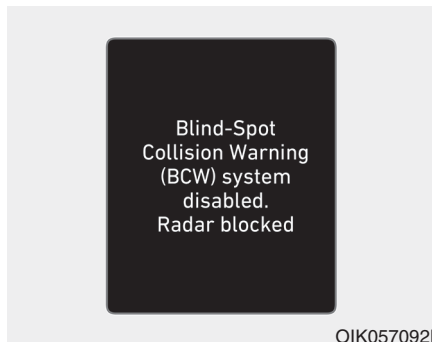 Blind-Spot
Collision Warning
(BCW) system
disabled.
Radar blocked